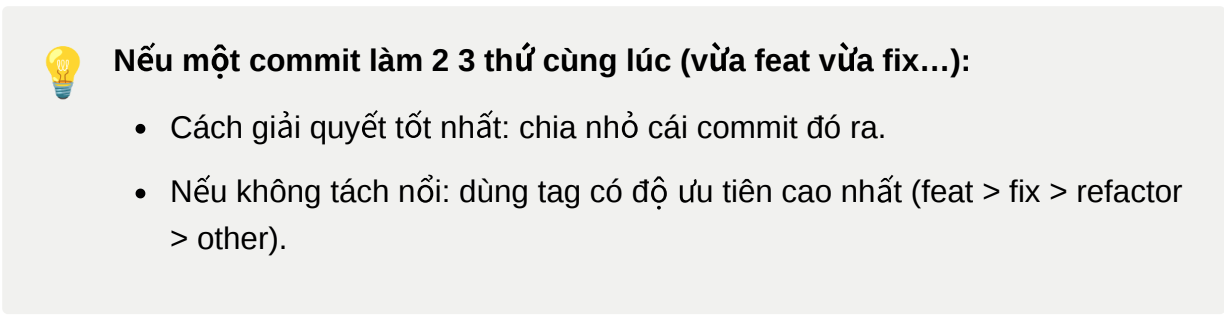 Nếu một commit làm 2 3 thứ cùng lúc (vừa feat vừa fix…):
• Cách giải quyết tốt nhất: chia nhỏ cái commit đó ra.
• Nếu không tách nổi: dùng tag có độ ưu tiên cao nhất (feat > fix > refactor
> other).